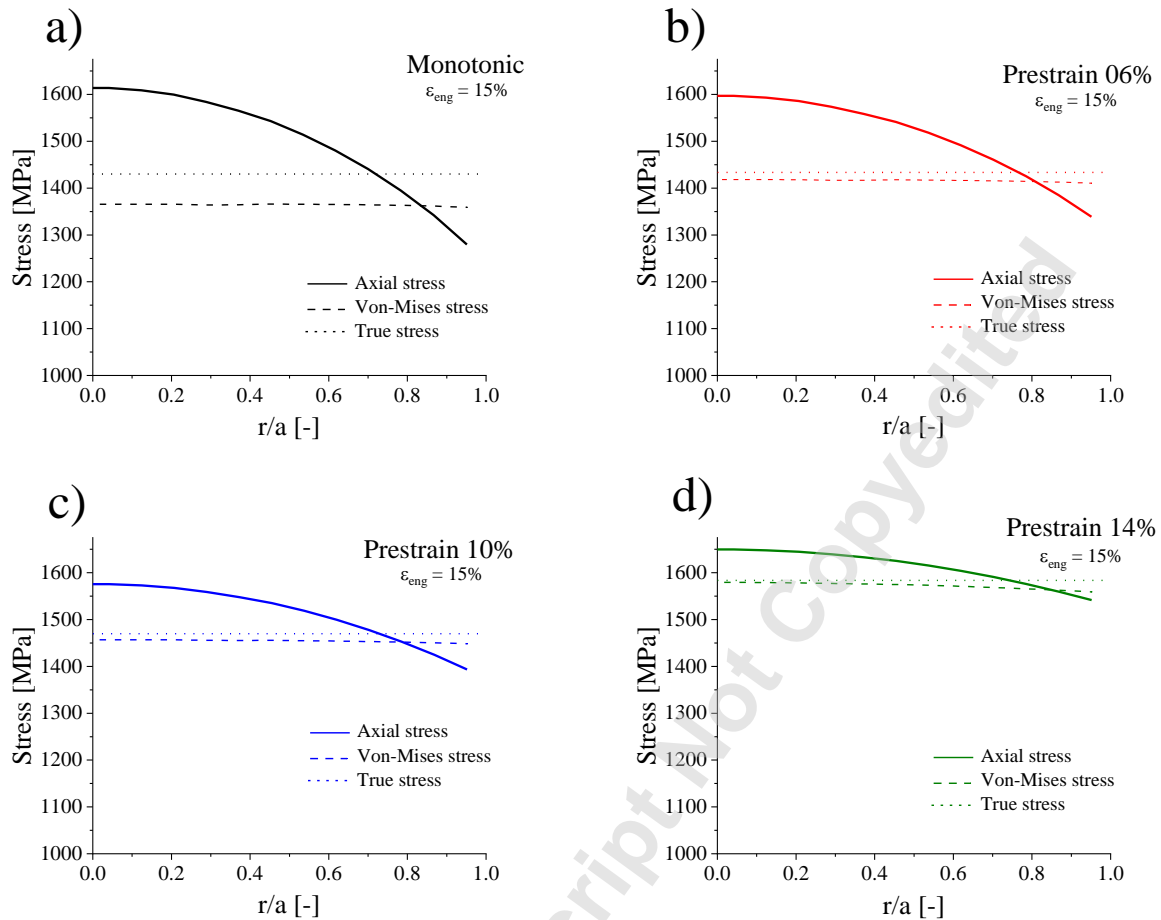 a)
Monotonic
ε_eng = 15%
1600
1500
1400
1300
1200
1100
1000
Stress [MPa]
Axial stress
Von-Mises stress
True stress
0.0 0.2 0.4 0.6 0.8 1.0
r/a [-]
b)
Prestrain 06%
ε_eng = 15%
1600
1500
1400
1300
1200
1100
1000
Stress [MPa]
Axial stress
Von-Mises stress
True stress
0.0 0.2 0.4 0.6 0.8 1.0
r/a [-]
c)
Prestrain 10%
ε_eng = 15%
1600
1500
1400
1300
1200
1100
1000
Stress [MPa]
Axial stress
Von-Mises stress
True stress
0.0 0.2 0.4 0.6 0.8 1.0
r/a [-]
d)
Prestrain 14%
ε_eng = 15%
1600
1500
1400
1300
1200
1100
1000
Stress [MPa]
Axial stress
Von-Mises stress
True stress
0.0 0.2 0.4 0.6 0.8 1.0
r/a [-]
cript Not Copyedited